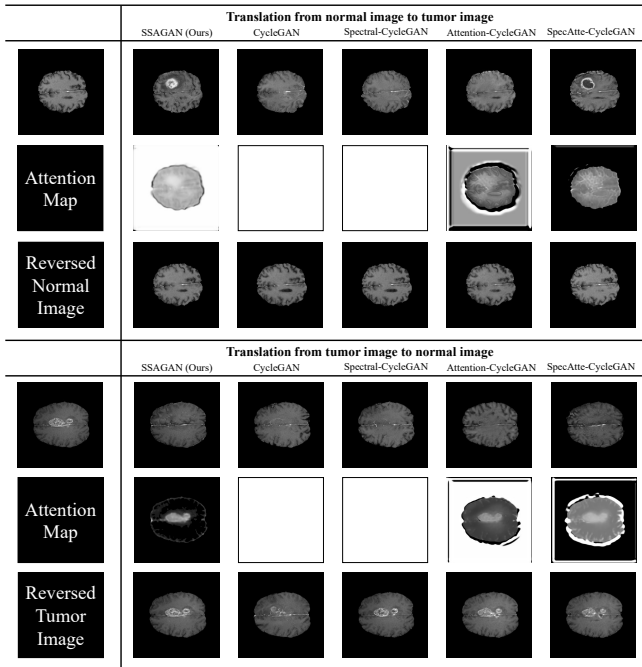 Translation from normal image to tumor image
SSAGAN (Ours) CycleGAN Spectral-CycleGAN Attention-CycleGAN SpecAtte-CycleGAN
Attention
Map
Reversed
Normal
Image
Translation from tumor image to normal image
SSAGAN (Ours) CycleGAN Spectral-CycleGAN Attention-CycleGAN SpecAtte-CycleGAN
Attention
Map
Reversed
Tumor
Image